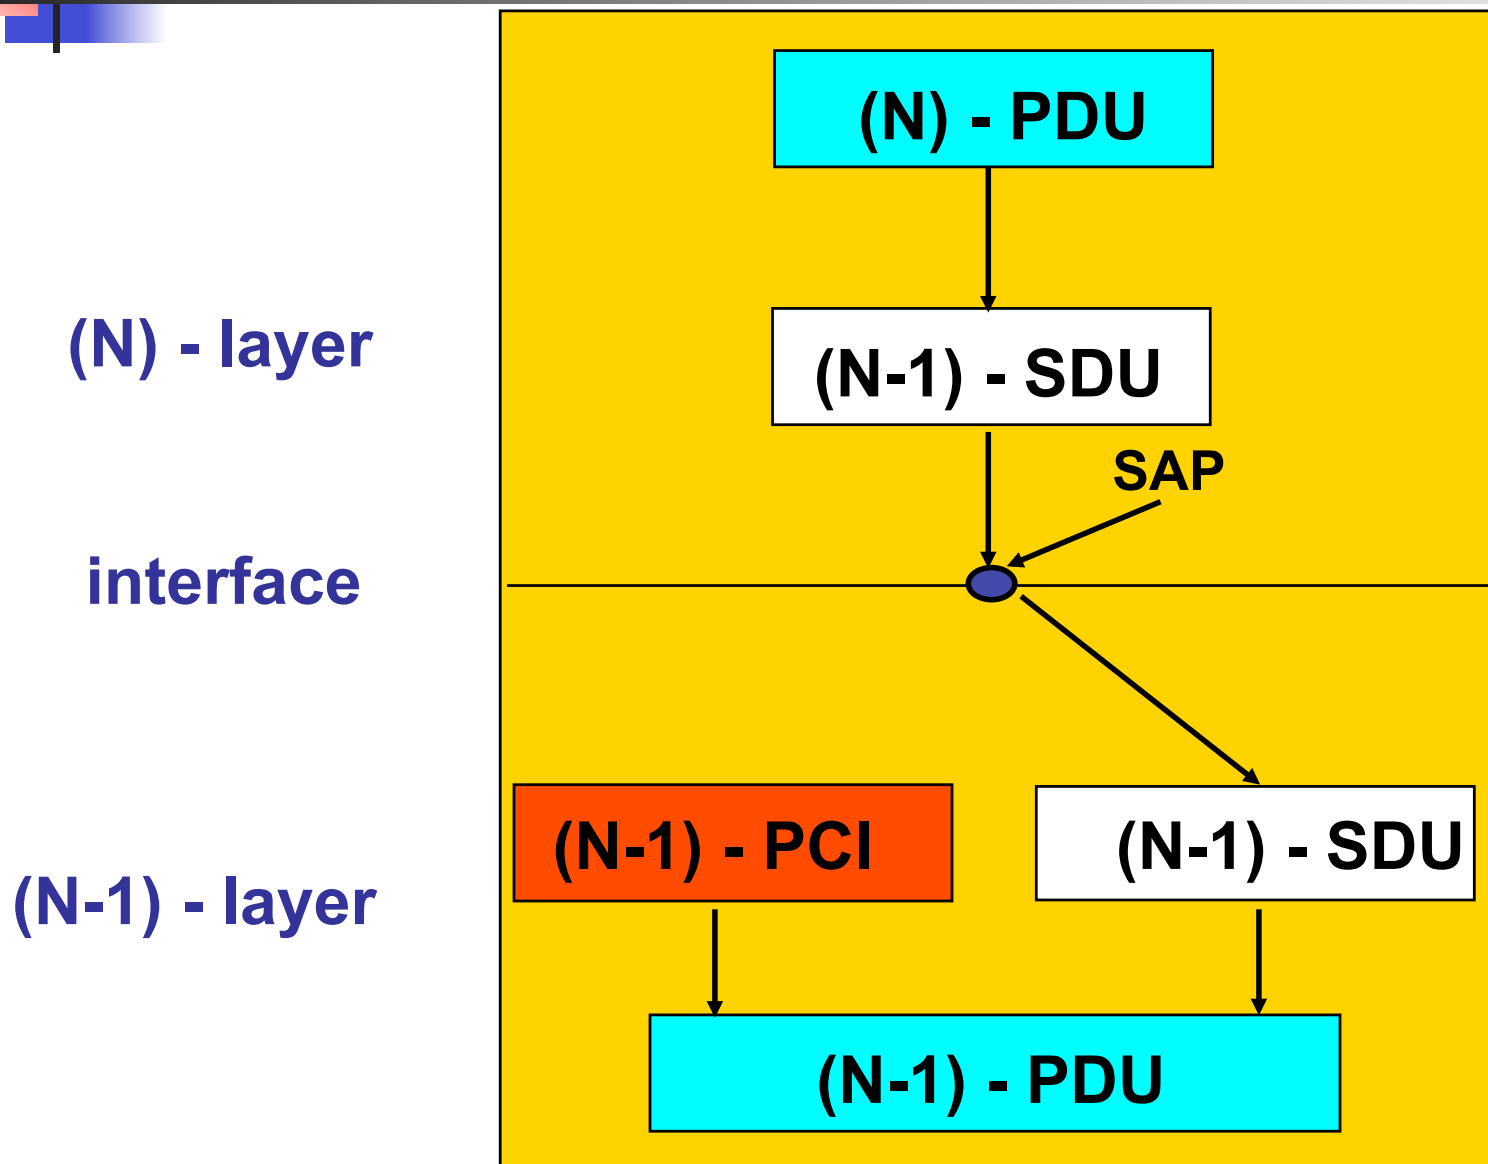 (N) - PDU
(N) - layer
(N-1) - SDU
SAP
interface
(N-1) - PCI
(N-1) - SDU
(N-1) - layer
(N-1) - PDU